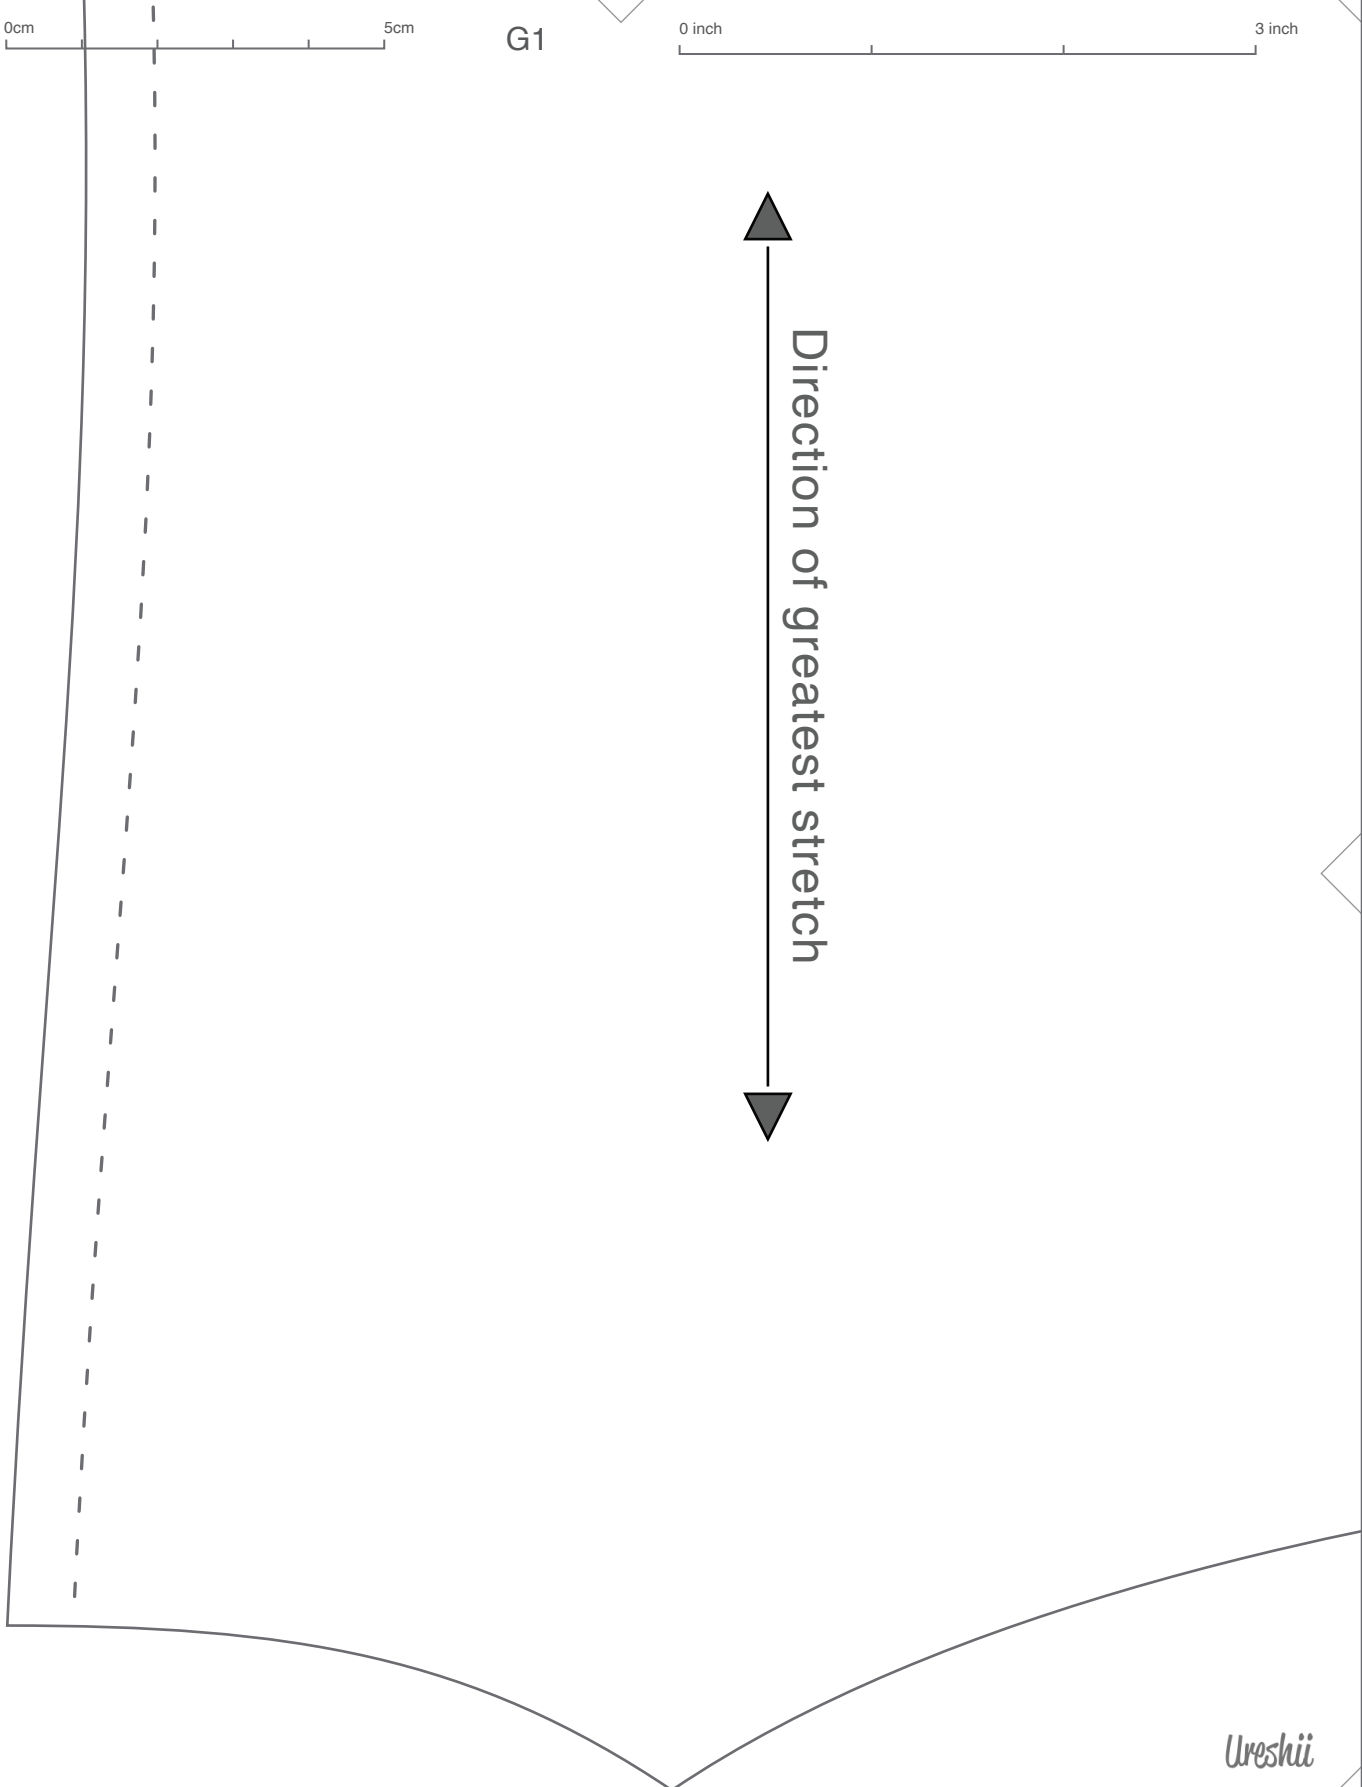 0cm
5cm
G1
0 inch
3 inch
Direction of greatest stretch
Ureshii